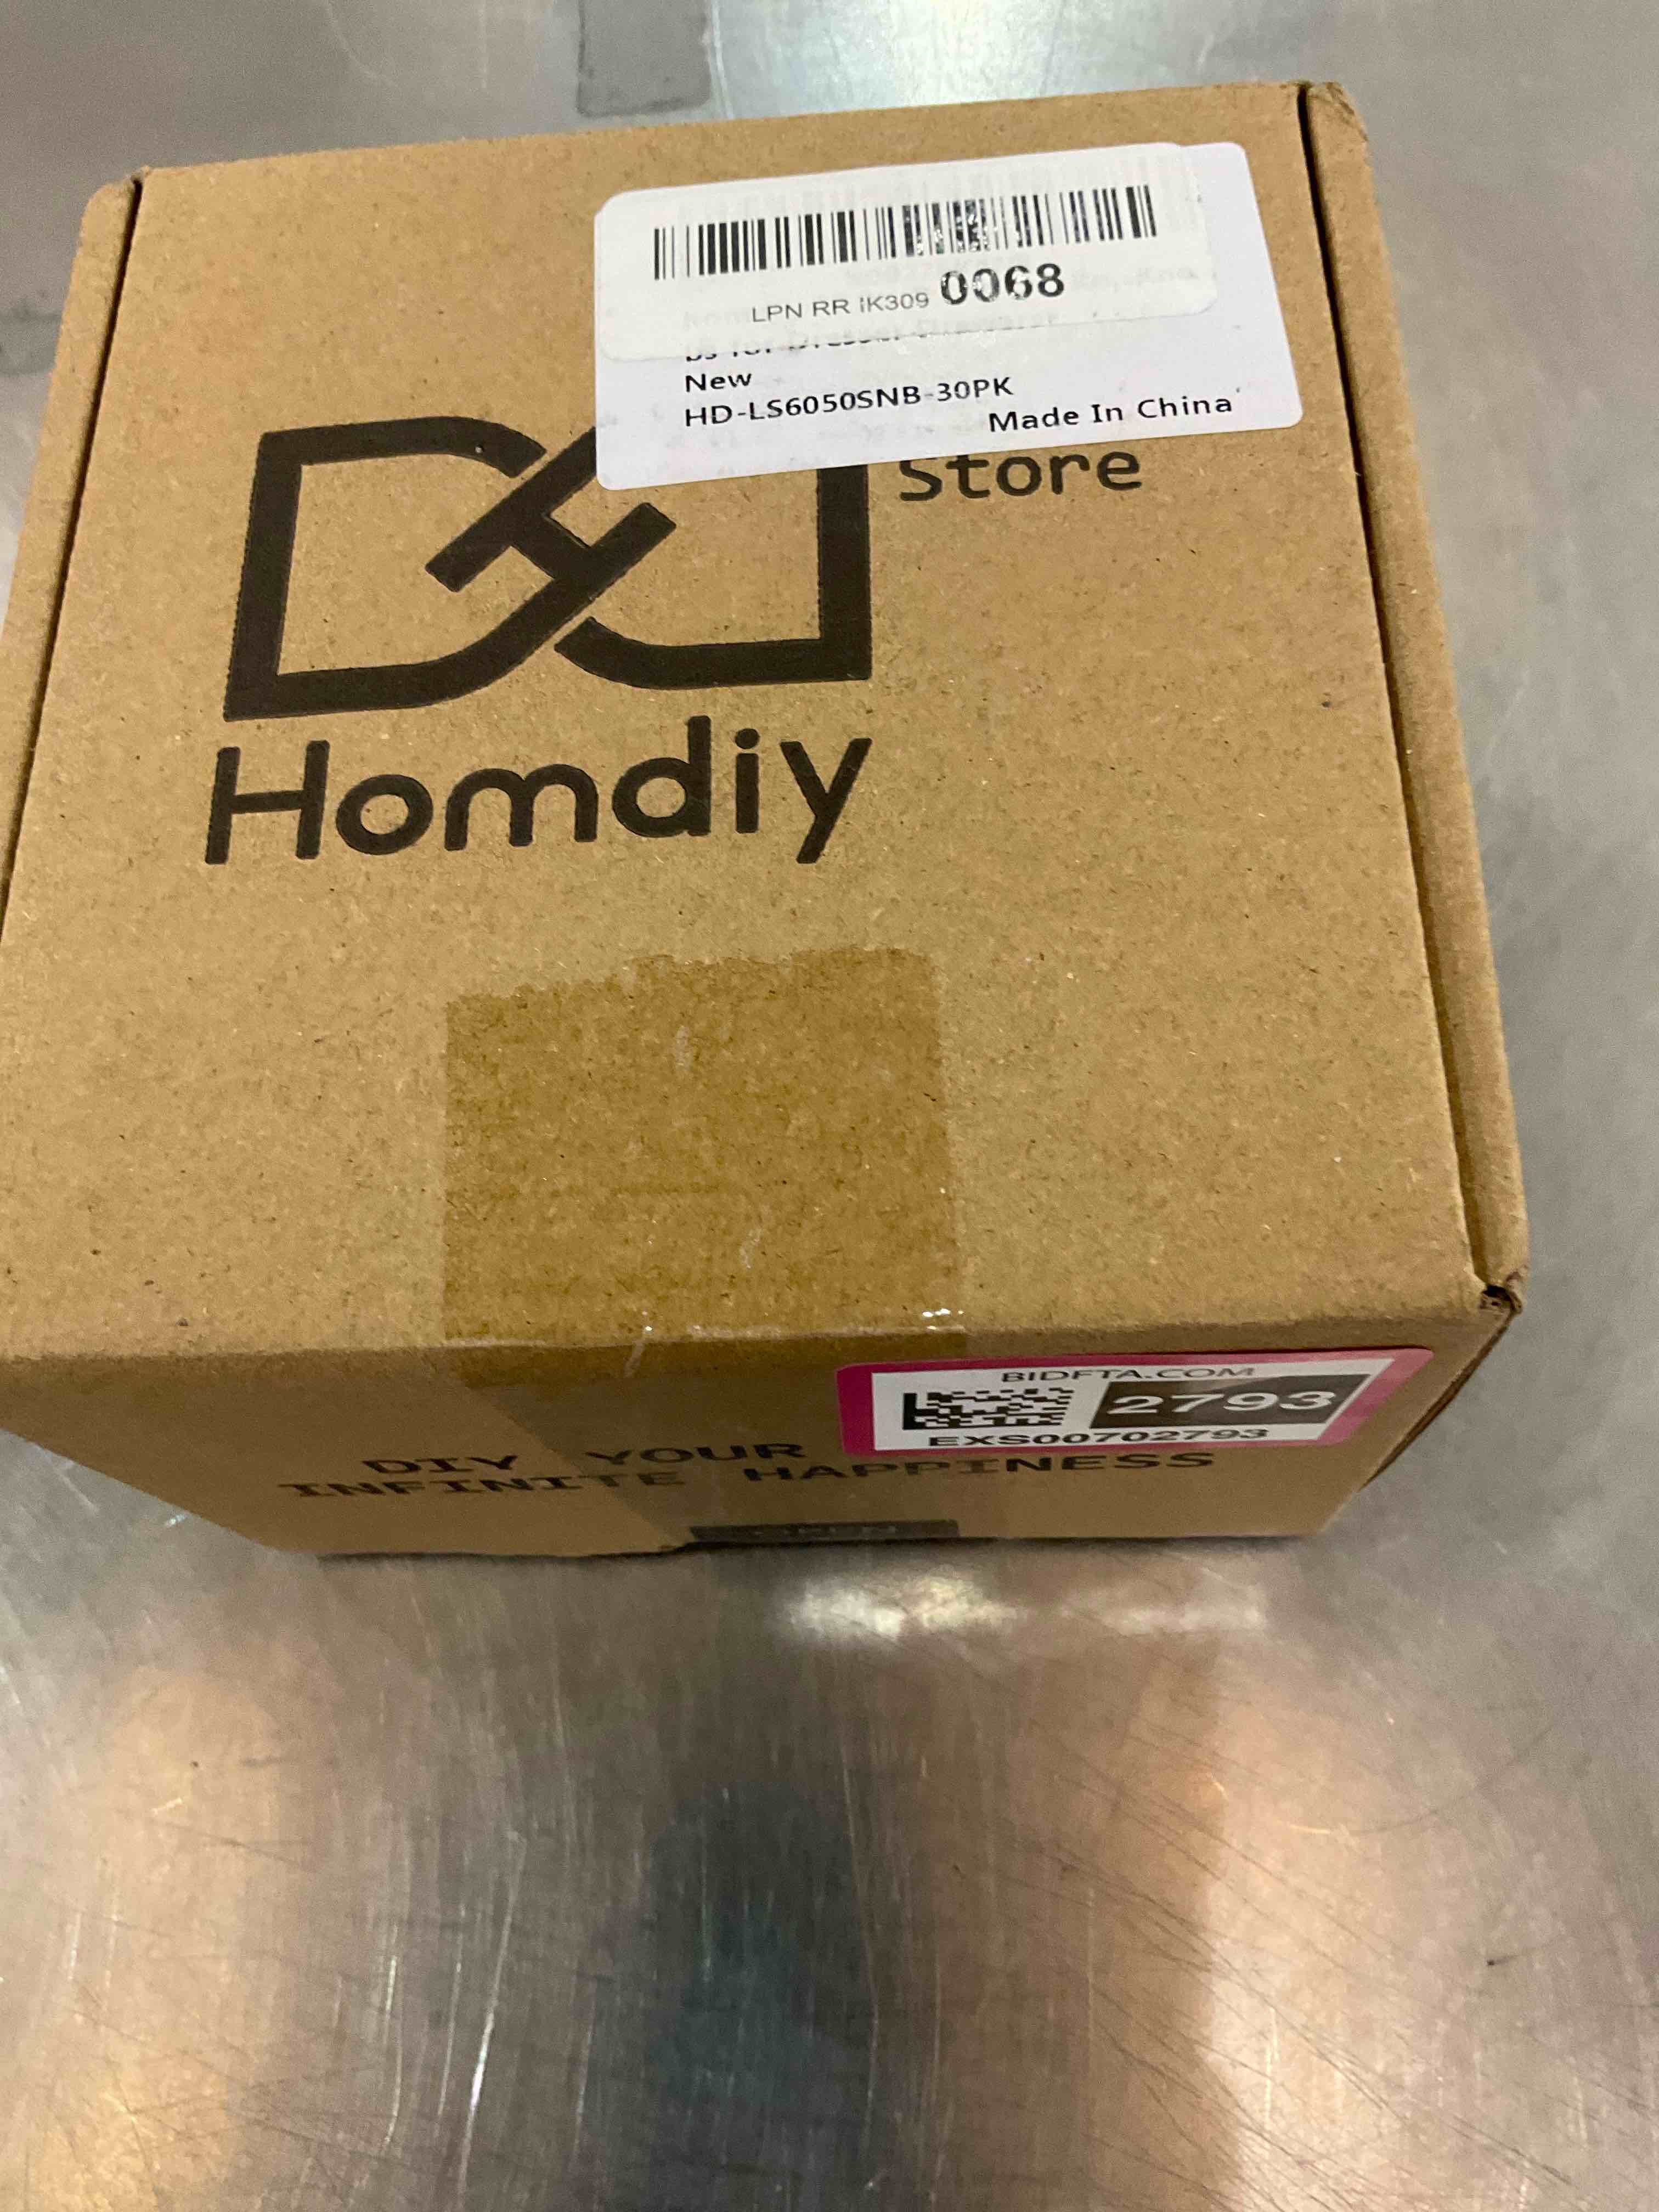 LPN RR iK309 0068
New
HD-LS6050SNB-30PK
Made In China
Store
Homdiy
BIDFTA.COM
2793
EXS00702793
DIY YOUR
INFINITE HAPPINESS